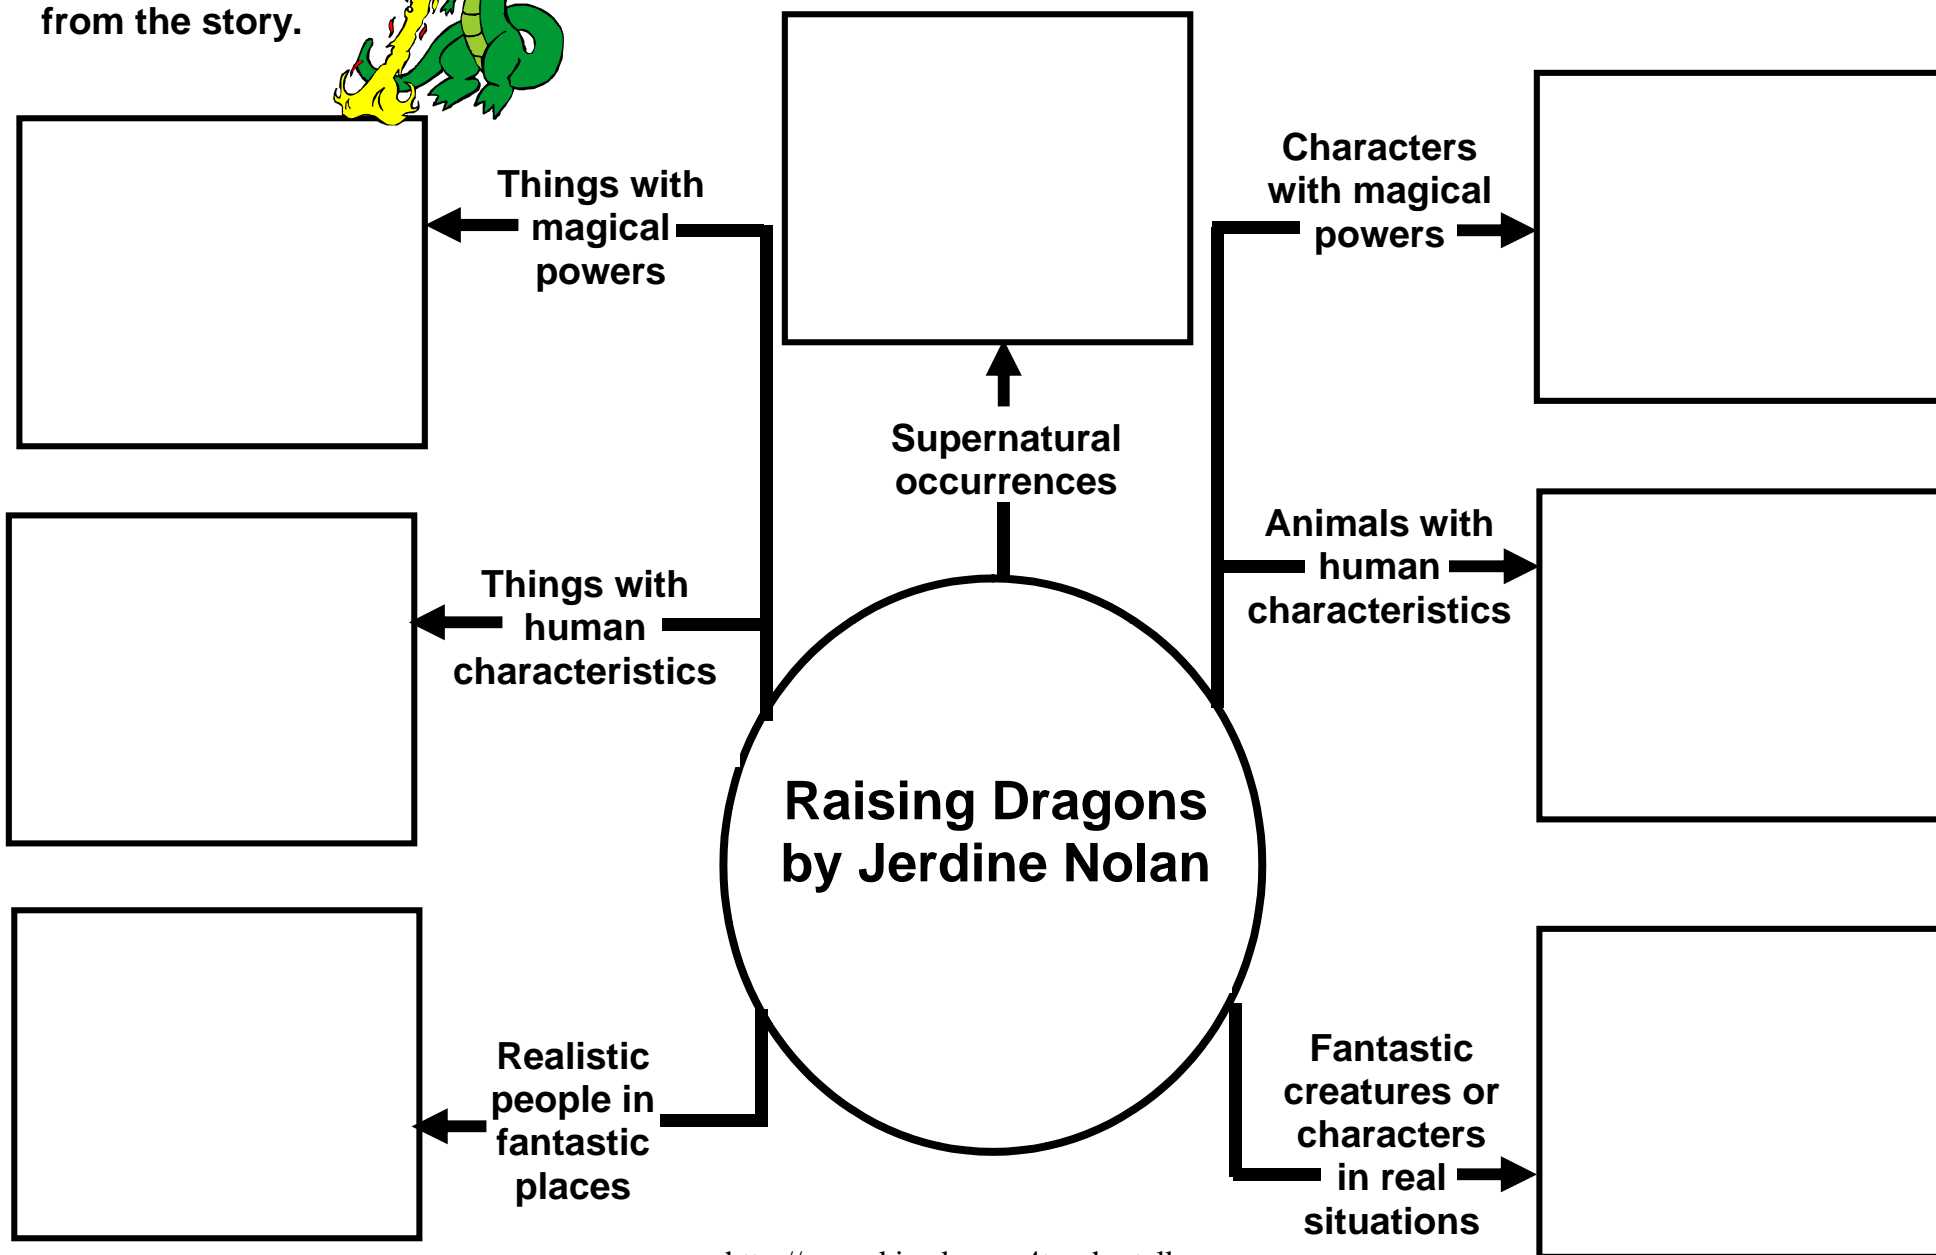 from the story.
Things with
magical
powers
Characters
with magical
powers
Supernatural
occurrences
Things with
human
characteristics
Animals with
human
characteristics
Raising Dragons
by Jerdine Nolan
Realistic
people in
fantastic
places
Fantastic
creatures or
characters
in real
situations